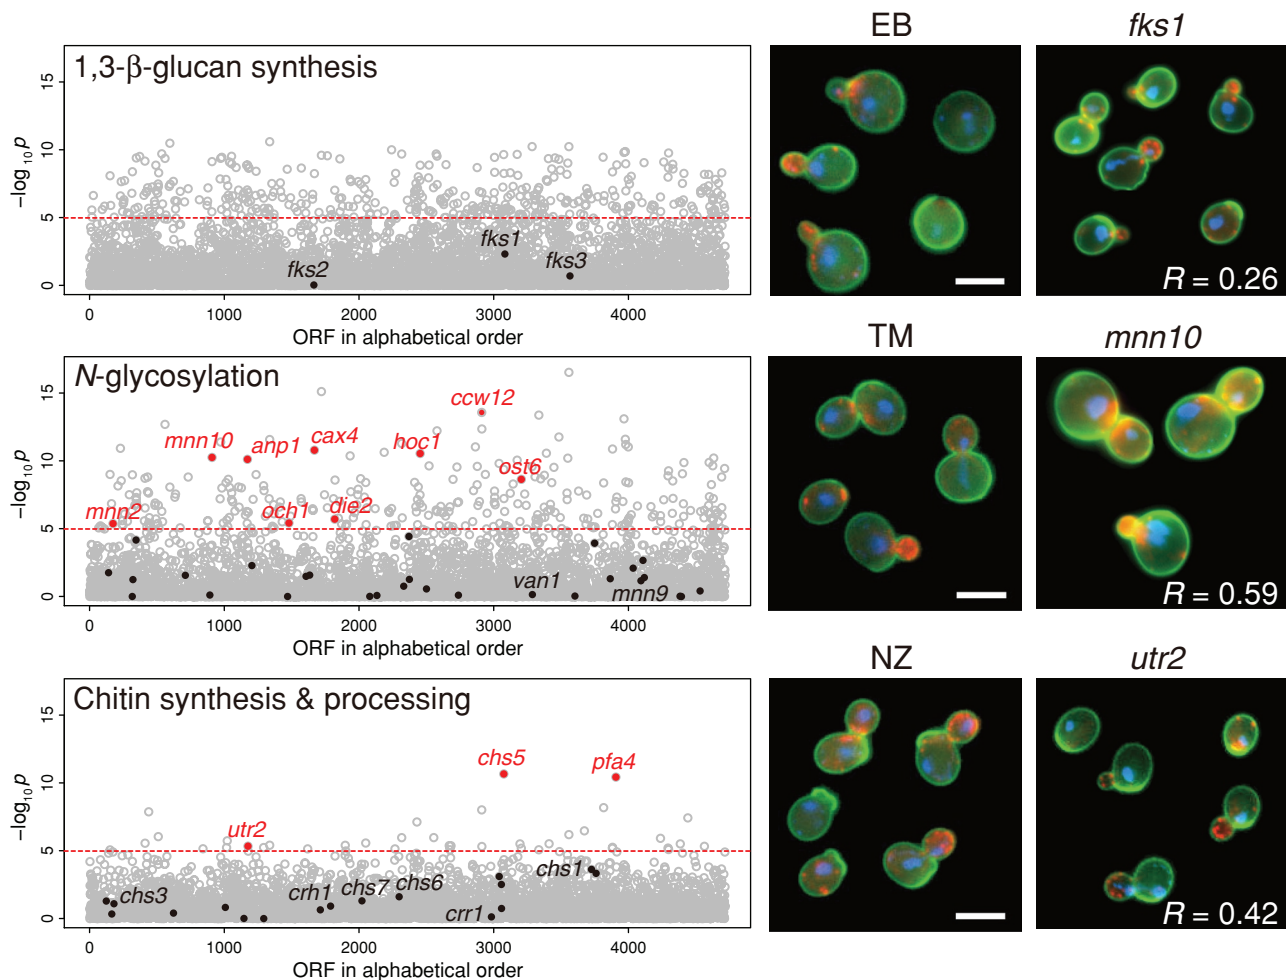 EB
fks1
1,3-β-glucan synthesis
15
10
5
0
–log10p
fks1
fks2
fks3
0
1000
2000
3000
4000
ORF in alphabetical order
R = 0.26
TM
mnn10
N-glycosylation
15
10
5
0
–log10p
ccw12
mnn10
anp1
cax4
hoc1
ost6
mnn2
och1
die2
van1
mnn9
0
1000
2000
3000
4000
ORF in alphabetical order
R = 0.59
NZ
utr2
Chitin synthesis & processing
15
10
5
0
–log10p
chs5
pfa4
utr2
chs3
crh1
chs7
chs6
chs1
crr1
0
1000
2000
3000
4000
ORF in alphabetical order
R = 0.42